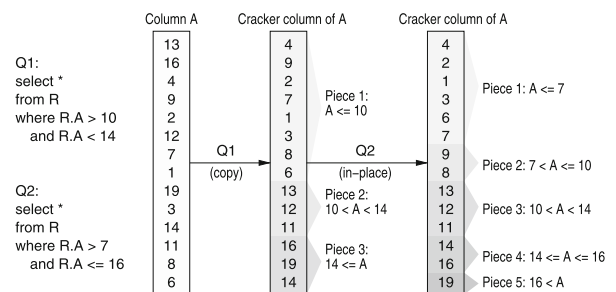 Column A
Cracker column of A
Cracker column of A
Q1:
select *
from R
where R.A > 10
and R.A < 14
Q2:
select *
from R
where R.A > 7
and R.A <= 16
13
16
4
9
2
12
7
1
19
3
14
11
8
6
Q1
(copy)
4
9
2
7
1
3
8
6
13
12
11
16
19
14
Piece 1:
A <= 10
Piece 2:
10 < A < 14
Piece 3:
14 <= A
Q2
(in-place)
4
2
1
3
6
7
9
8
13
12
11
14
16
19
Piece 1: A <= 7
Piece 2: 7 < A <= 10
Piece 3: 10 < A < 14
Piece 4: 14 <= A <= 16
Piece 5: 16 < A